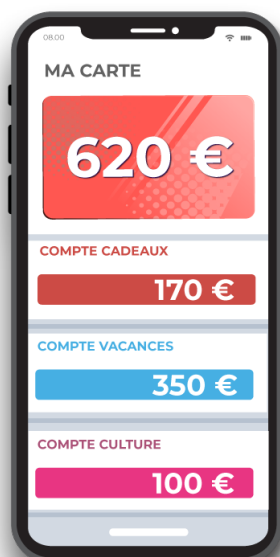 08:00
MA CARTE
620 €
COMPTE CADEAUX
170 €
COMPTE VACANCES
350 €
COMPTE CULTURE
100 €